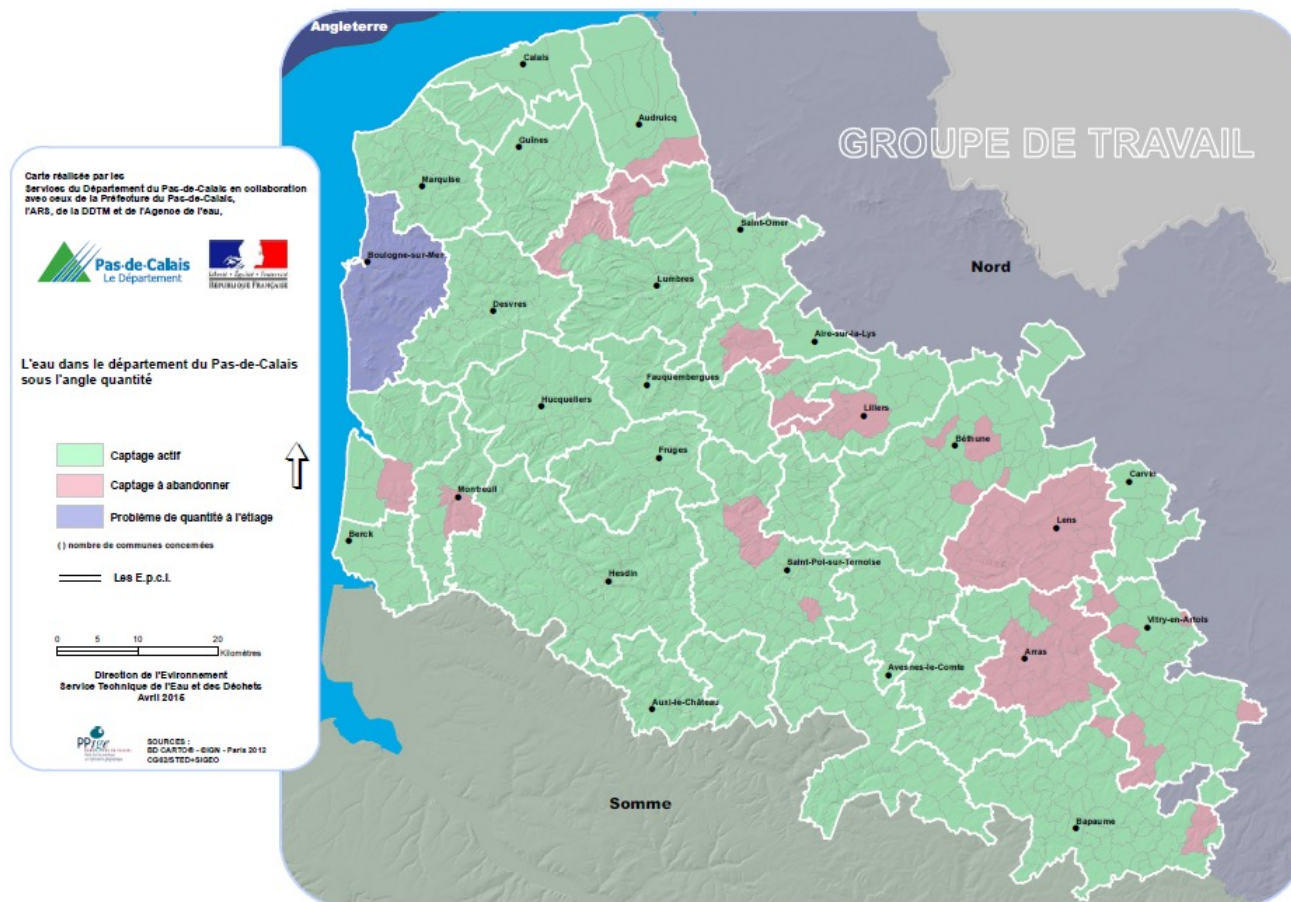 Angleterre
GROUPE DE TRAVAIL
Nord
Somme
Calais
Audruicq
Guînes
Marquise
Saint-Omer
Boulogne-sur-Mer
Lumbres
Desvres
Aire-sur-la-Lys
Fauquembergues
Hucqueliers
Lillers
Béthune
Fruges
Carvin
Montreuil
Lens
Berck
Saint-Pol-sur-Ternoise
Hesdin
Vitry-en-Artois
Arras
Avesnes-le-Comte
Auxi-le-Château
Bapaume
Carte réalisée par les
Services du Département du Pas-de-Calais en collaboration
avec ceux de la Préfecture du Pas-de-Calais,
l'ARS, de la DDTM et de l'Agence de l'eau,
Pas-de-Calais
Le Département
Liberté • Égalité • Fraternité
RÉPUBLIQUE FRANÇAISE
L'eau dans le département du Pas-de-Calais
sous l'angle quantité
Captage actif
Captage à abandonner
Problème de quantité à l'étiage
( ) nombre de communes concernées
Les E.p.c.i.
0 5 10 20
Kilomètres
Direction de l'Evironnement
Service Technique de l'Eau et des Déchets
Avril 2015
PPige
SOURCES :
BD CARTO® - ©IGN - Paris 2012
CG62/STED+SIGEO